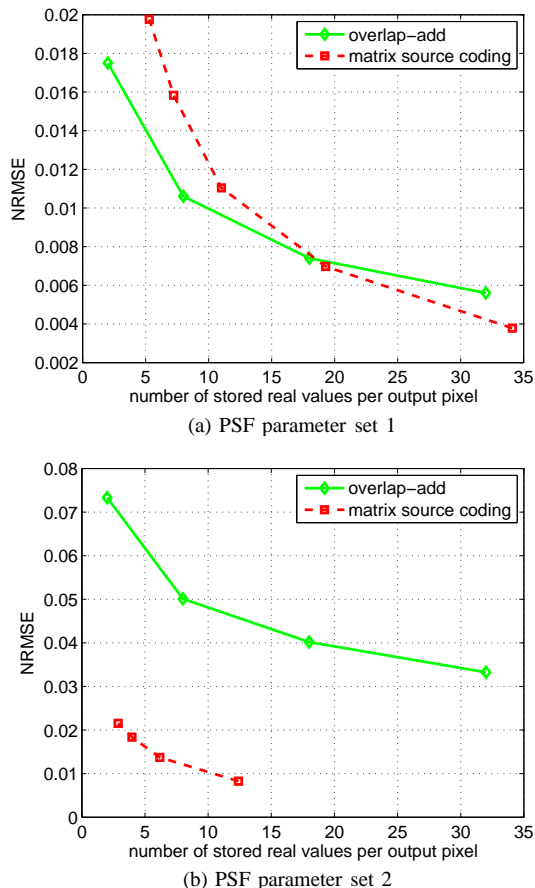 0.02
0.018
0.016
0.014
0.012
0.01
0.008
0.006
0.004
0.002
NRMSE
overlap−add
matrix source coding
0 5 10 15 20 25 30 35
number of stored real values per output pixel
(a) PSF parameter set 1
0.08
0.07
0.06
0.05
0.04
0.03
0.02
0.01
0
NRMSE
overlap−add
matrix source coding
0 5 10 15 20 25 30 35
number of stored real values per output pixel
(b) PSF parameter set 2